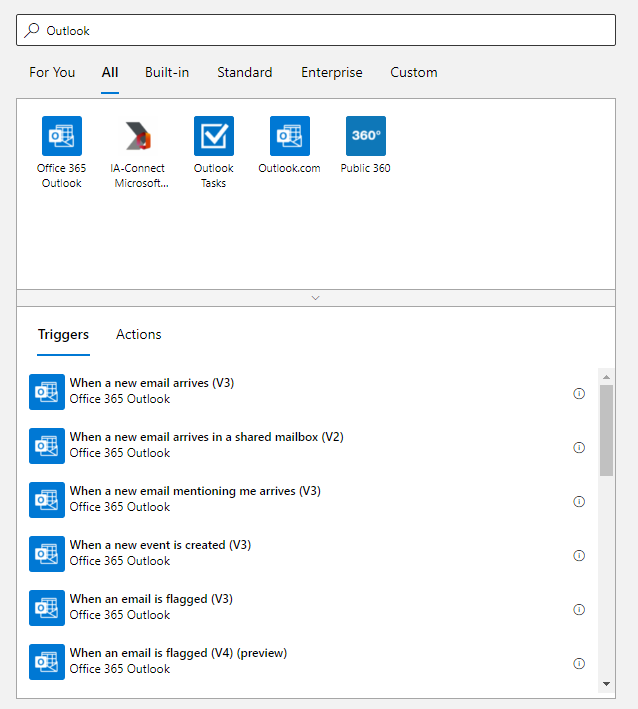 Outlook
For You
All
Built-in
Standard
Enterprise
Custom
360°
Office 365
Outlook
IA-Connect
Microsoft...
Outlook
Tasks
Outlook.com
Public 360
Triggers
Actions
When a new email arrives (V3)
Office 365 Outlook
When a new email arrives in a shared mailbox (V2)
Office 365 Outlook
When a new email mentioning me arrives (V3)
Office 365 Outlook
When a new event is created (V3)
Office 365 Outlook
When an email is flagged (V3)
Office 365 Outlook
When an email is flagged (V4) (preview)
Office 365 Outlook